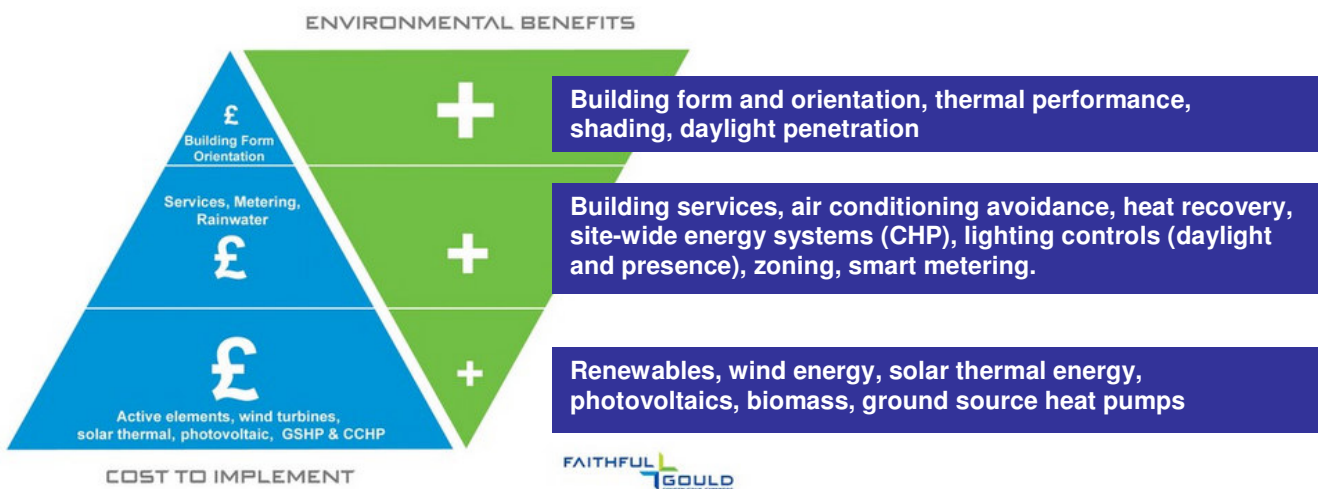 ENVIRONMENTAL BENEFITS
£
Building Form
Orientation
+
Building form and orientation, thermal performance,
shading, daylight penetration
Services, Metering,
Rainwater
£
+
Building services, air conditioning avoidance, heat recovery,
site-wide energy systems (CHP), lighting controls (daylight
and presence), zoning, smart metering.
£
Active elements, wind turbines,
solar thermal, photovoltaic, GSHP & CCHP
+
Renewables, wind energy, solar thermal energy,
photovoltaics, biomass, ground source heat pumps
COST TO IMPLEMENT
FAITHFUL
GOULD